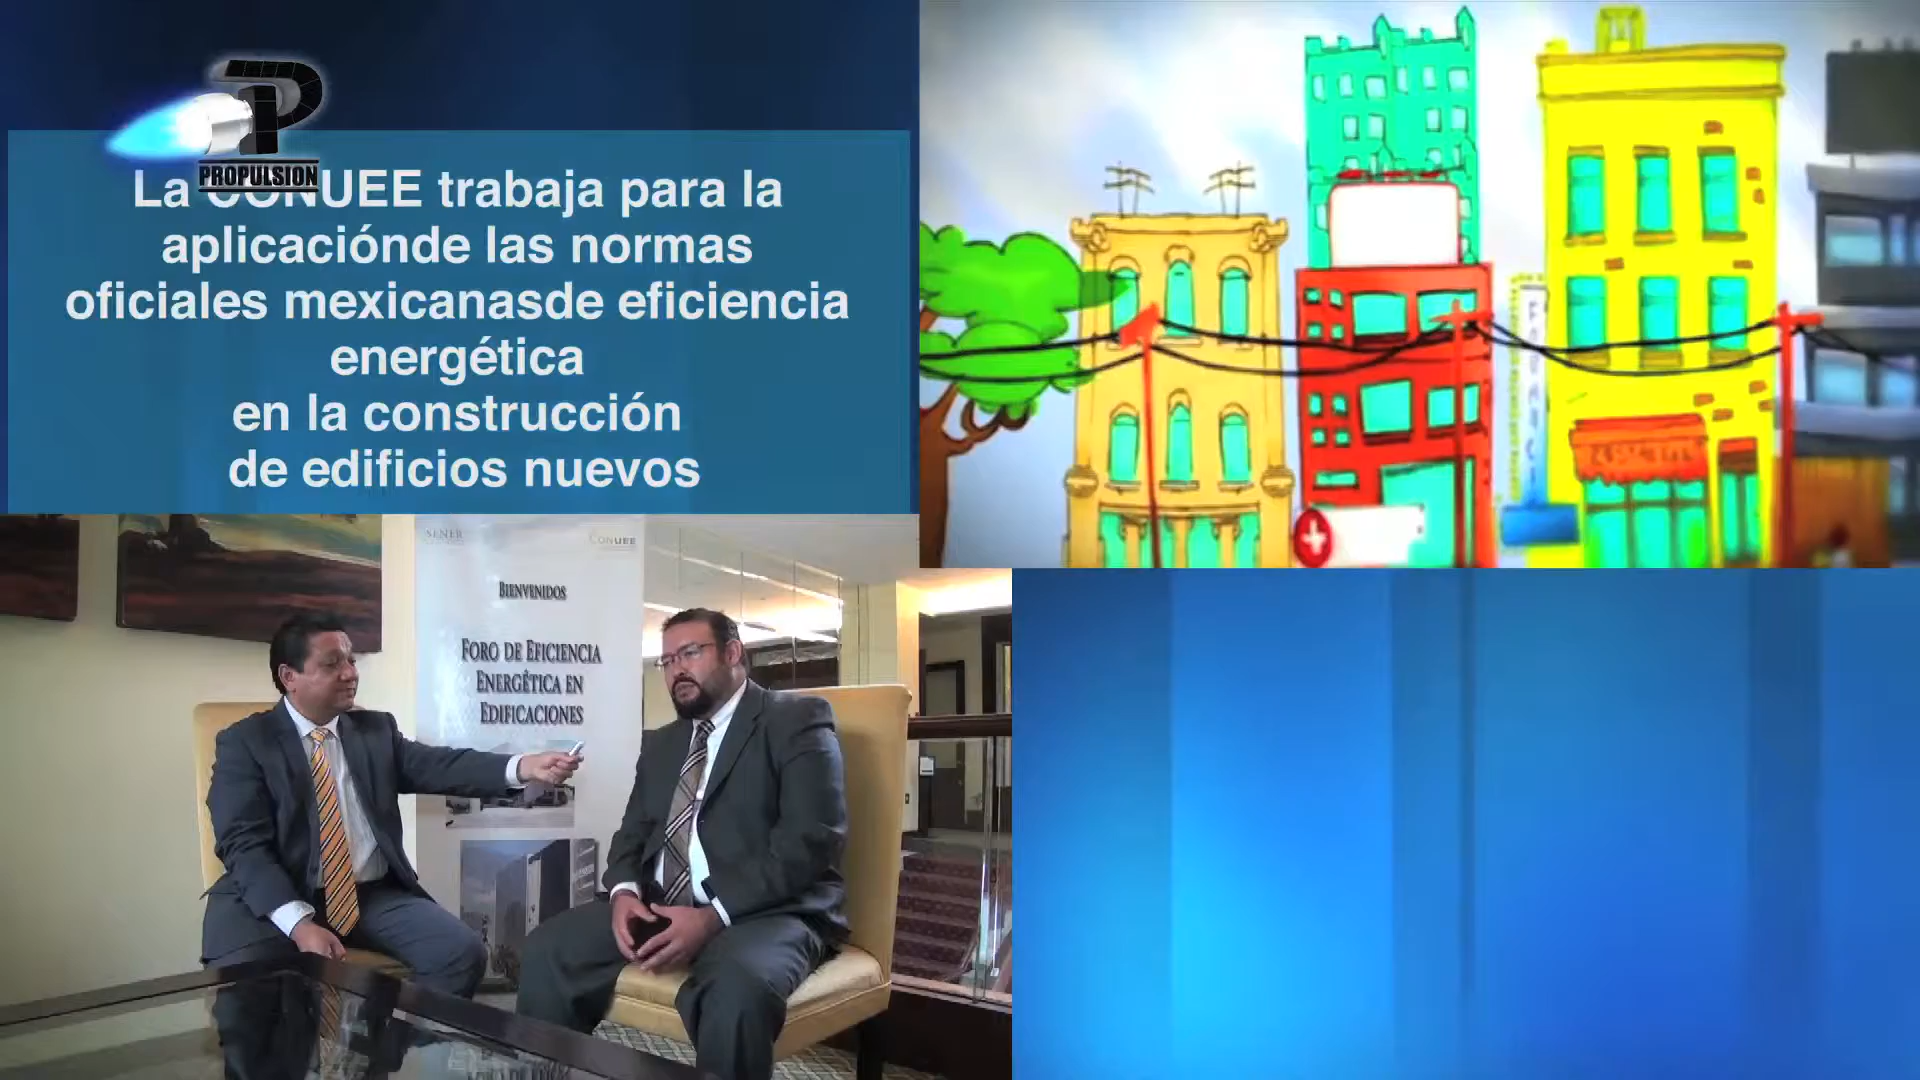 PROPULSION
La CONUEE trabaja para la
aplicaciónde las normas
oficiales mexicanasde eficiencia
energética
en la construcción
de edificios nuevos
SENER
CONUEE
BIENVENIDOS
FORO DE EFICIENCIA
ENERGÉTICA EN
EDIFICACIONES